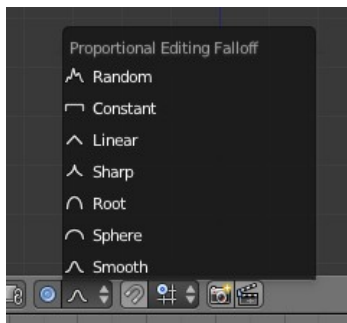 Proportional Editing Falloff
Random
Constant
Linear
Sharp
Root
Sphere
Smooth